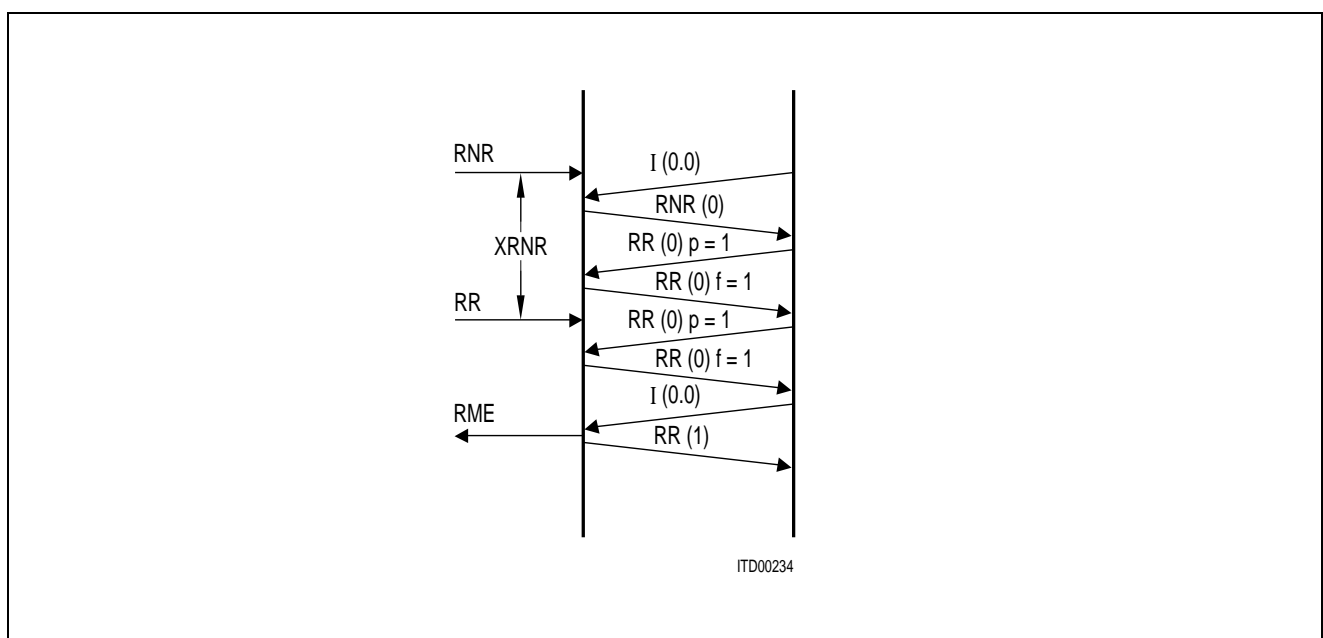 RNR
I (0.0)
RNR (0)
XRNR
RR (0) p = 1
RR (0) f = 1
RR
RR (0) p = 1
RR (0) f = 1
I (0.0)
RME
RR (1)
ITD00234